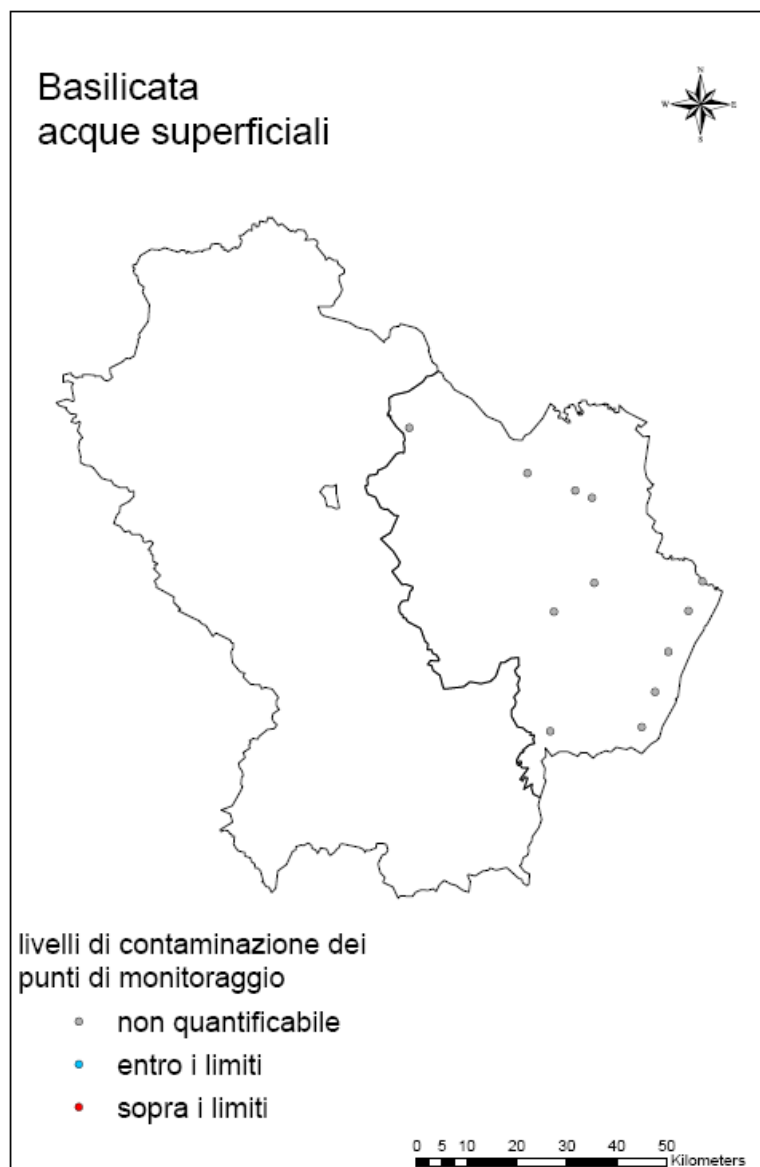 Basilicata
acque superficiali
N
W E
S
livelli di contaminazione dei
punti di monitoraggio
non quantificabile
entro i limiti
sopra i limiti
0 5 10 20 30 40 50
Kilometers